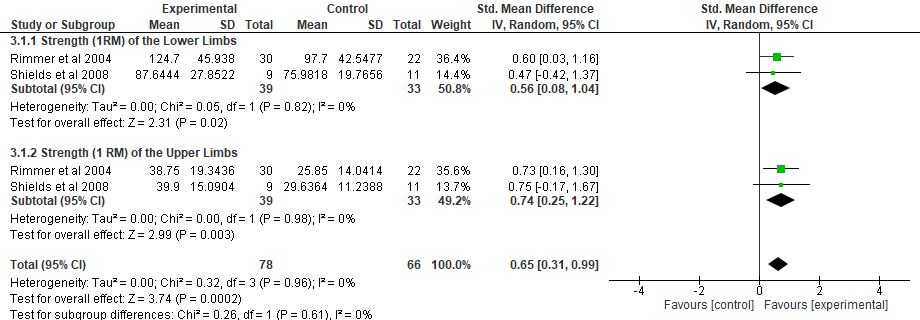 Experimental Control Std. Mean Difference Std. Mean Difference
Study or Subgroup Mean SD Total Mean SD Total Weight IV, Random, 95% CI IV, Random, 95% CI
3.1.1 Strength (1RM) of the Lower Limbs
Rimmer et al 2004 124.7 45.938 30 97.7 42.5477 22 36.4% 0.60 [0.03, 1.16]
Shields et al 2008 87.6444 27.8522 9 75.9818 19.7656 11 14.4% 0.47 [-0.42, 1.37]
Subtotal (95% CI) 39 33 50.8% 0.56 [0.08, 1.04]
Heterogeneity: Tau² = 0.00; Chi² = 0.05, df = 1 (P = 0.82); I² = 0%
Test for overall effect: Z = 2.31 (P = 0.02)
3.1.2 Strength (1 RM) of the Upper Limbs
Rimmer et al 2004 38.75 19.3436 30 25.85 14.0414 22 35.6% 0.73 [0.16, 1.30]
Shields et al 2008 39.9 15.0904 9 29.6364 11.2388 11 13.7% 0.75 [-0.17, 1.67]
Subtotal (95% CI) 39 33 49.2% 0.74 [0.25, 1.22]
Heterogeneity: Tau² = 0.00; Chi² = 0.00, df = 1 (P = 0.98); I² = 0%
Test for overall effect: Z = 2.99 (P = 0.003)
Total (95% CI) 78 66 100.0% 0.65 [0.31, 0.99]
Heterogeneity: Tau² = 0.00; Chi² = 0.32, df = 3 (P = 0.96); I² = 0%
Test for overall effect: Z = 3.74 (P = 0.0002)
Test for subgroup differences: Chi² = 0.26, df = 1 (P = 0.61), I² = 0%
-4 -2 0 2 4
Favours [control] Favours [experimental]